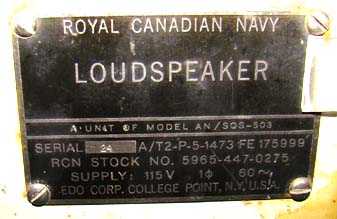 ROYAL CANADIAN NAVY
LOUDSPEAKER
A UNIT OF MODEL AN/SQS-503
SERIAL 24 A/T2-P-5-1473 FE 175999
RCN STOCK NO. 5965-447-0275
SUPPLY: 115V 1ϕ 60~
EDO CORP. COLLEGE POINT, N.Y. U.S.A.